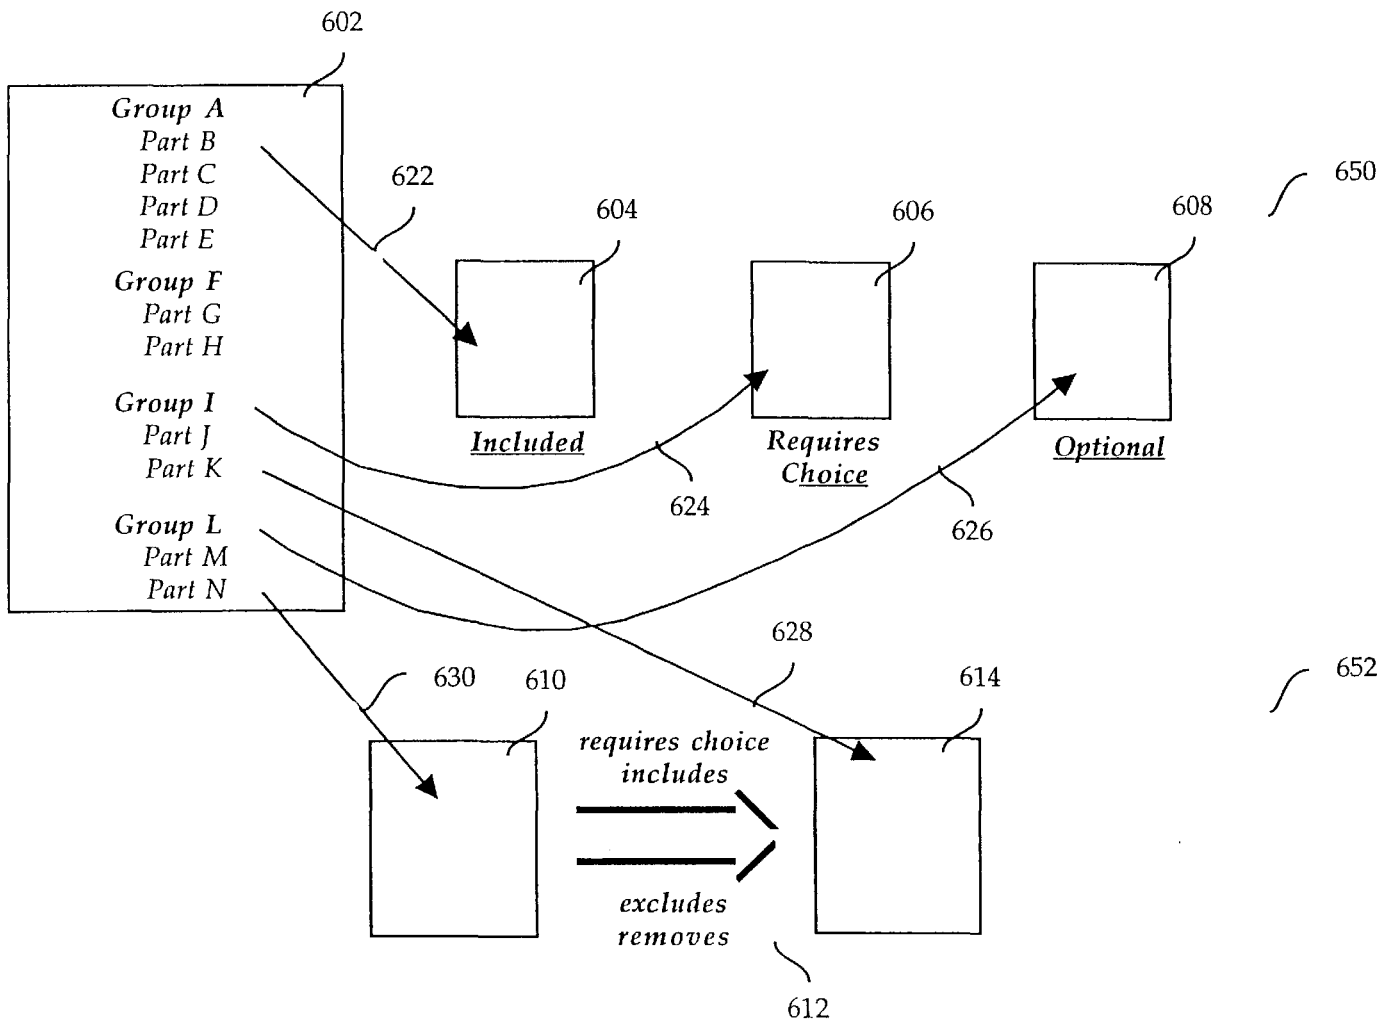 602
Group A
Part B
Part C
Part D
Part E
Group F
Part G
Part H
Group I
Part J
Part K
Group L
Part M
Part N
622
650
604
606
608
Included
Requires
Choice
Optional
624
626
628
652
630
610
614
requires choice
includes
excludes
removes
612